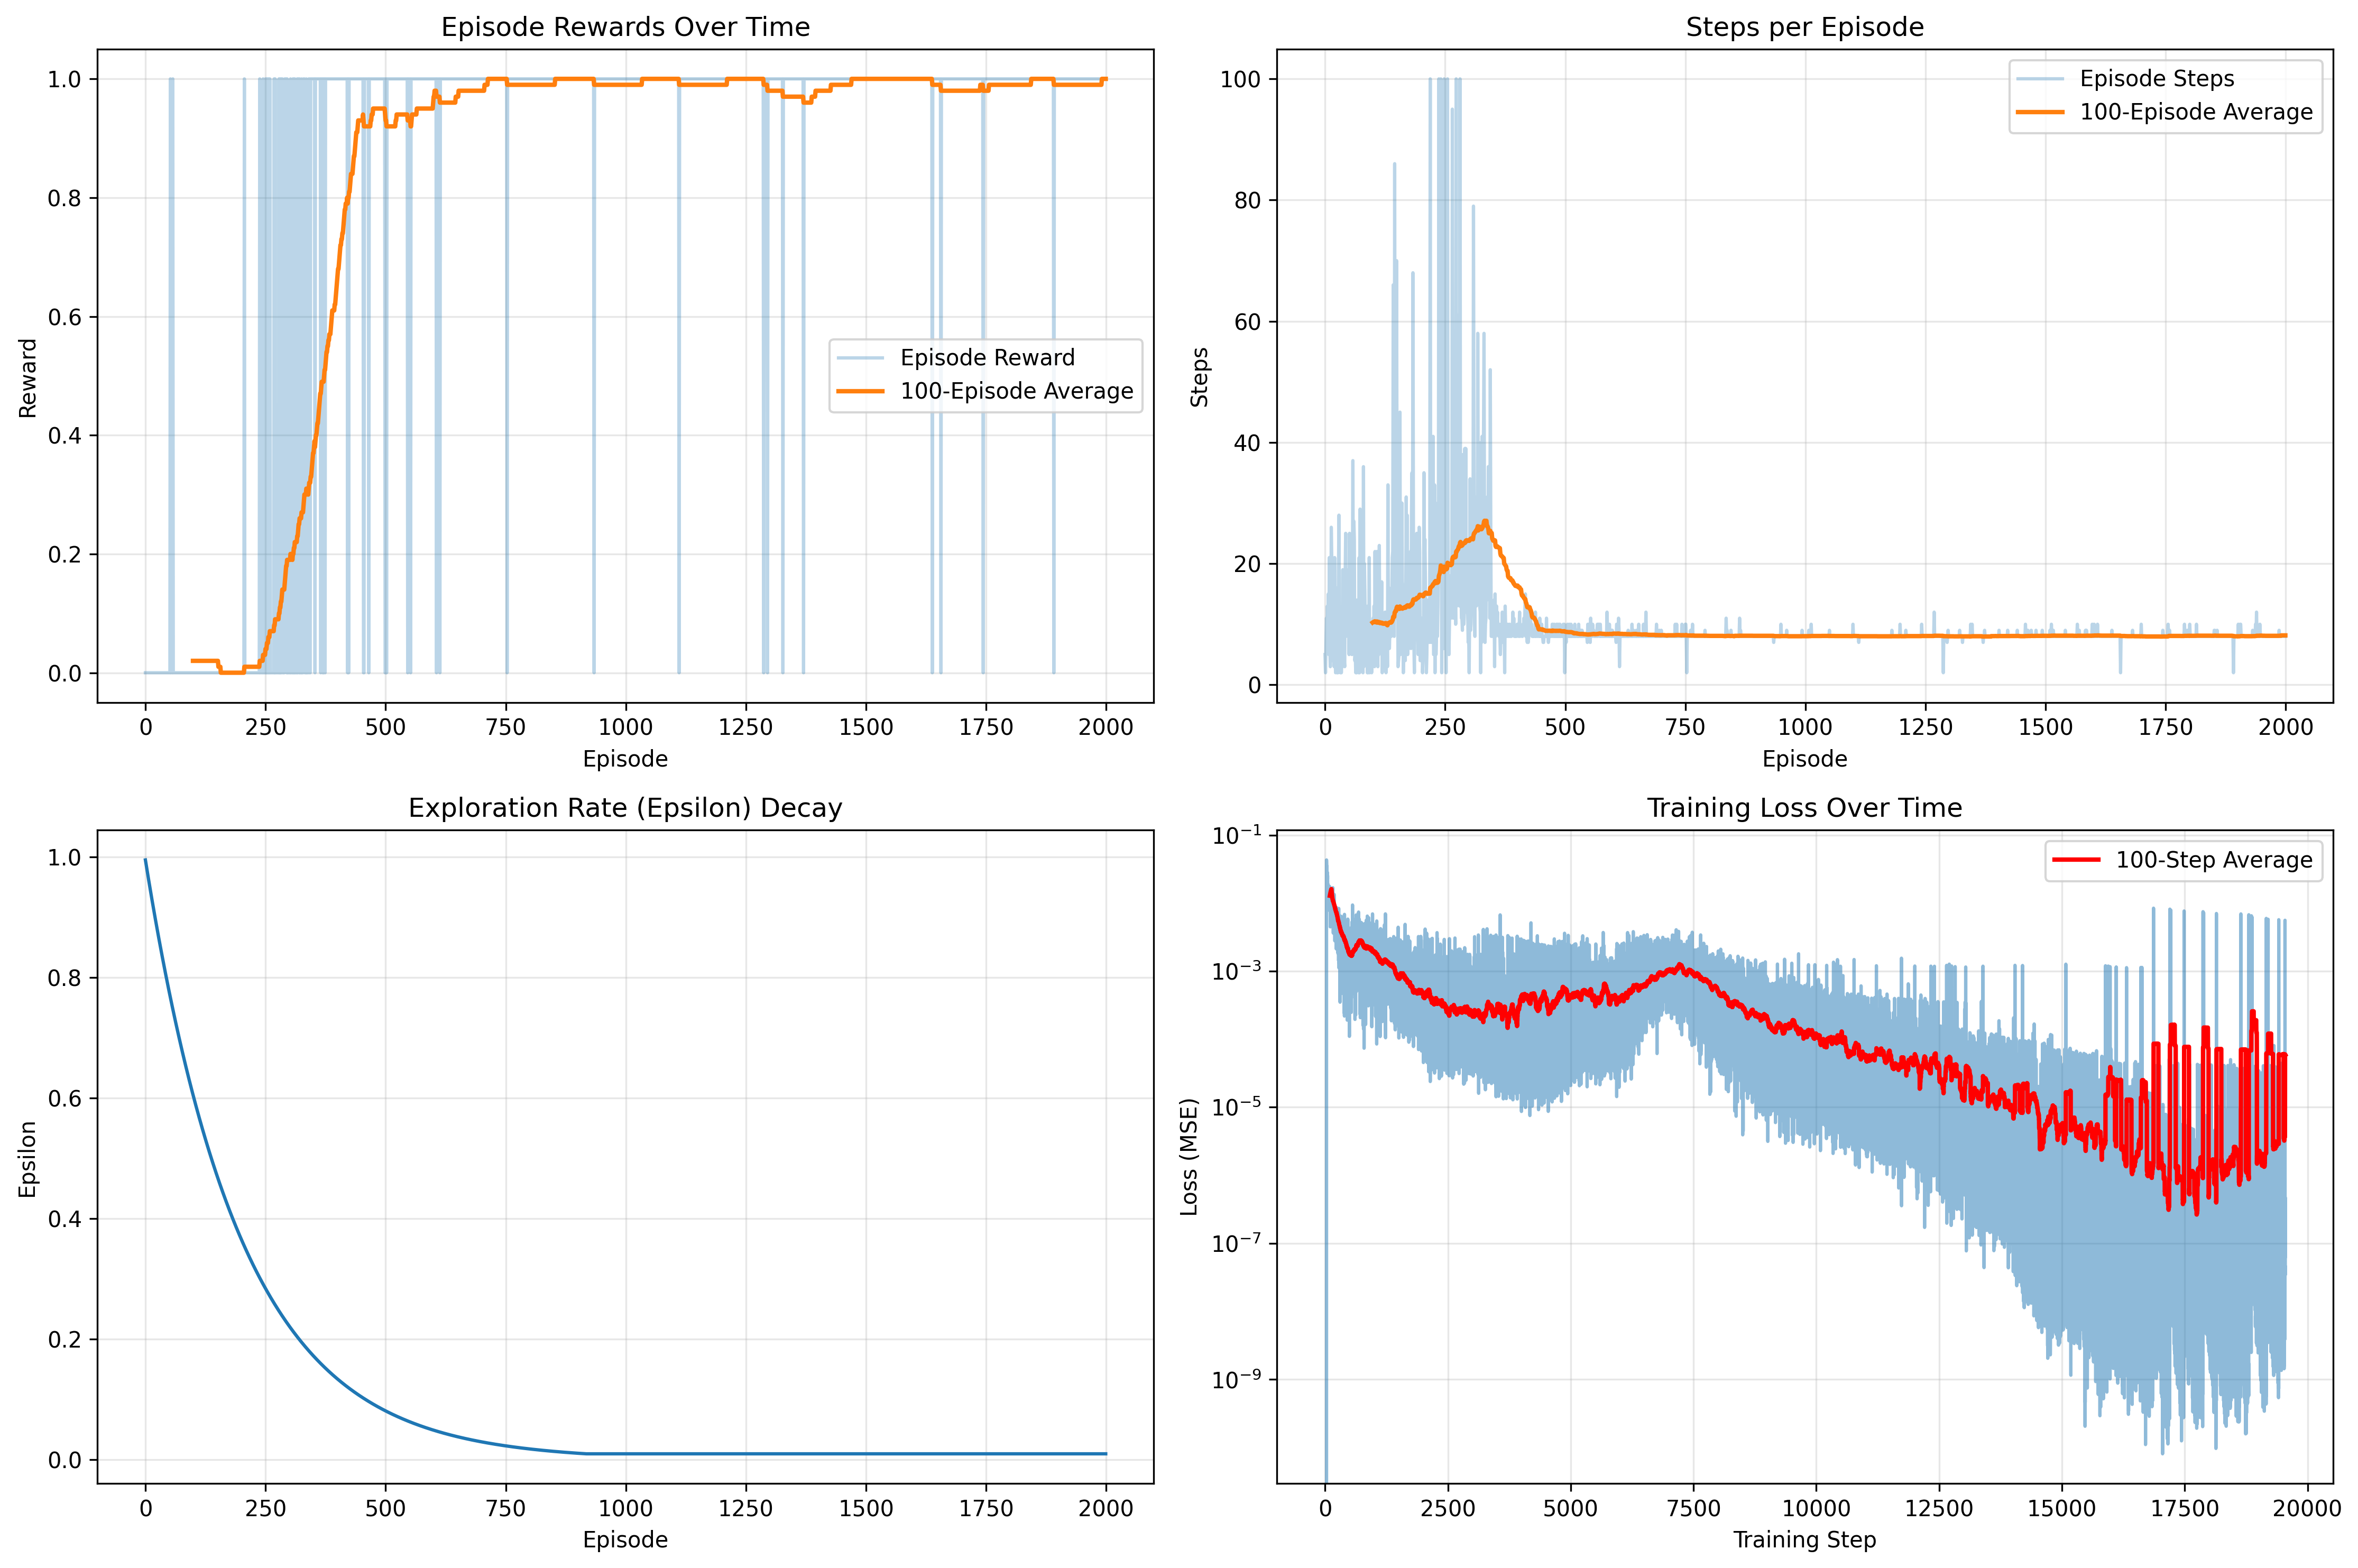 Episode Rewards Over Time
Reward
1.0
0.8
0.6
0.4
0.2
0.0
Episode Reward
100-Episode Average
0 250 500 750 1000 1250 1500 1750 2000
Episode
Steps per Episode
Steps
100
80
60
40
20
0
Episode Steps
100-Episode Average
0 250 500 750 1000 1250 1500 1750 2000
Episode
Exploration Rate (Epsilon) Decay
Epsilon
1.0
0.8
0.6
0.4
0.2
0.0
0 250 500 750 1000 1250 1500 1750 2000
Episode
Training Loss Over Time
Loss (MSE)
10⁻¹
10⁻³
10⁻⁵
10⁻⁷
10⁻⁹
100-Step Average
0 2500 5000 7500 10000 12500 15000 17500 20000
Training Step